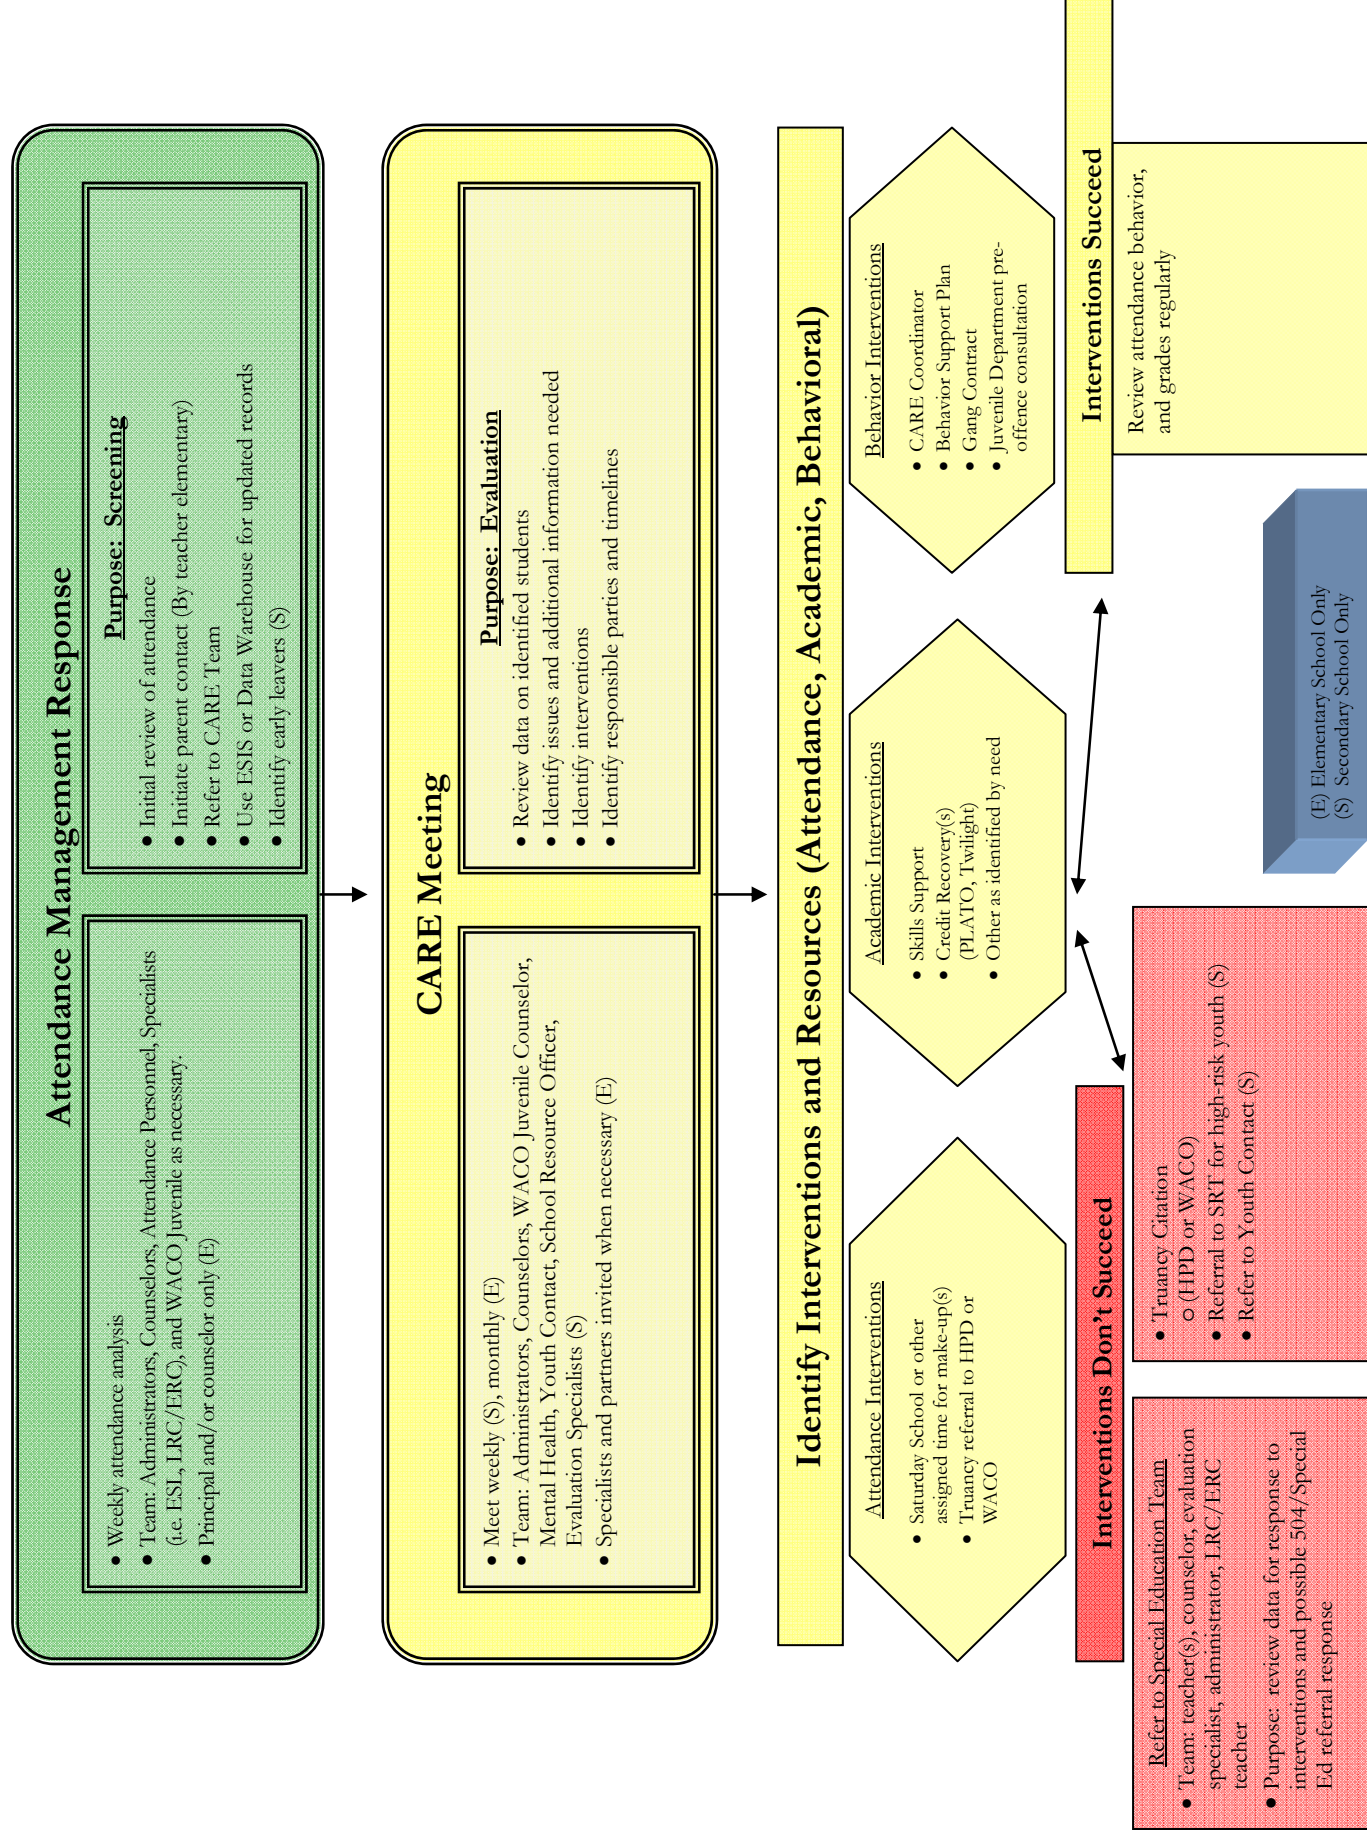 Attendance Management Response
• Weekly attendance analysis
• Team: Administrators, Counselors, Attendance Personnel, Specialists
(i.e. ESL, LRC/ERC), and WACO Juvenile as necessary.
• Principal and/or counselor only (E)
Purpose: Screening
• Initial review of attendance
• Initiate parent contact (By teacher elementary)
• Refer to CARE Team
• Use ESIS or Data Warehouse for updated records
• Identify early leavers (S)
CARE Meeting
• Meet weekly (S), monthly (E)
• Team: Administrators, Counselors, WACO Juvenile Counselor,
Mental Health, Youth Contact, School Resource Officer,
Evaluation Specialists (S)
• Specialists and partners invited when necessary (E)
Purpose: Evaluation
• Review data on identified students
• Identify issues and additional information needed
• Identify interventions
• Identify responsible parties and timelines
Identify Interventions and Resources (Attendance, Academic, Behavioral)
Attendance Interventions
• Saturday School or other
assigned time for make-up(s)
• Truancy referral to HPD or
WACO
Academic Interventions
• Skills Support
• Credit Recovery(s)
(PLATO, Twilight)
• Other as identified by need
Behavior Interventions
• CARE Coordinator
• Behavior Support Plan
• Gang Contract
• Juvenile Department pre-
offence consultation
Interventions Don't Succeed
Refer to Special Education Team
• Team: teacher(s), counselor, evaluation
specialist, administrator, LRC/ERC
teacher
• Purpose: review data for response to
interventions and possible 504/Special
Ed referral response
• Truancy Citation
o (HPD or WACO)
• Referral to SRT for high-risk youth (S)
• Refer to Youth Contact (S)
Interventions Succeed
Review attendance behavior,
and grades regularly
(E) Elementary School Only
(S) Secondary School Only